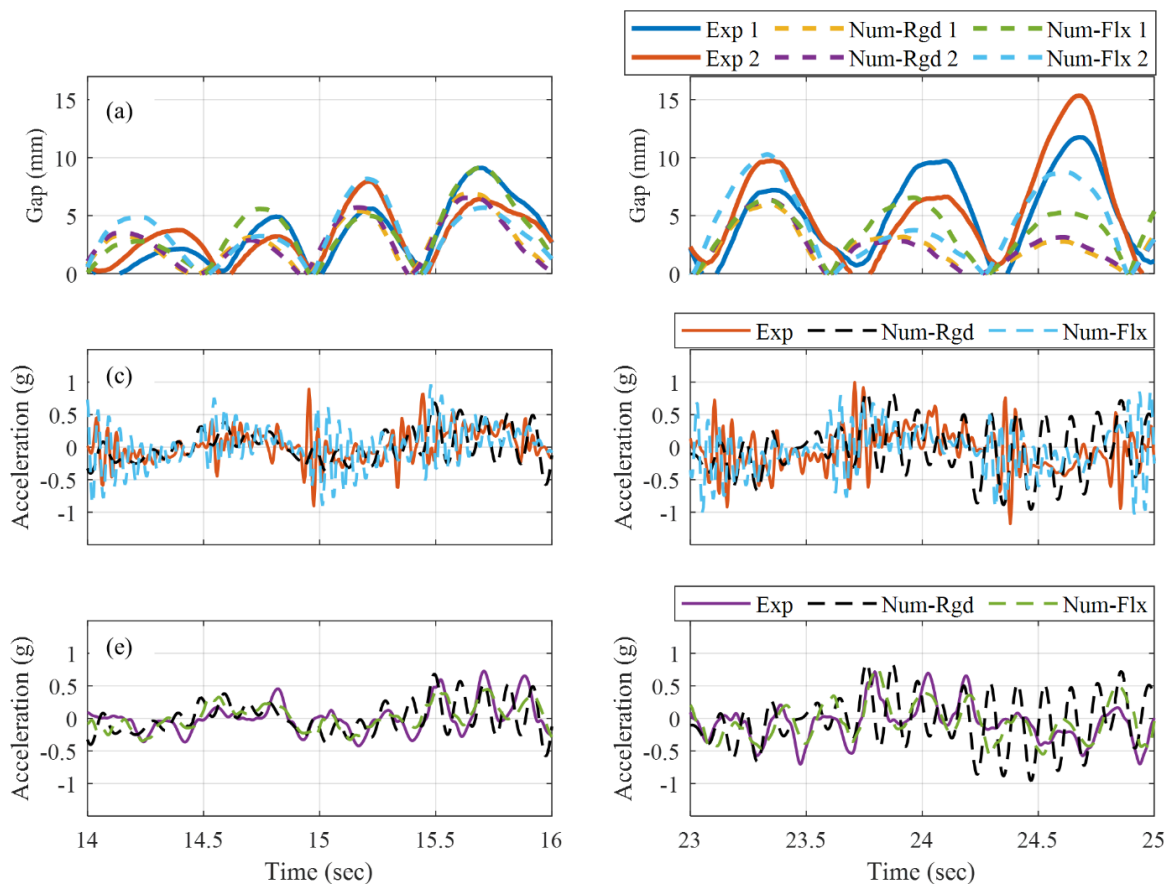 Exp 1 Num-Rgd 1 Num-Flx 1
Exp 2 Num-Rgd 2 Num-Flx 2
(a)
Gap (mm)
15
10
5
0
Gap (mm)
15
10
5
0
Exp Num-Rgd Num-Flx
(c)
Acceleration (g)
1
0.5
0
-0.5
-1
Acceleration (g)
1
0.5
0
-0.5
-1
Exp Num-Rgd Num-Flx
(e)
Acceleration (g)
1
0.5
0
-0.5
-1
14 14.5 15 15.5 16
Time (sec)
Acceleration (g)
1
0.5
0
-0.5
-1
23 23.5 24 24.5 25
Time (sec)